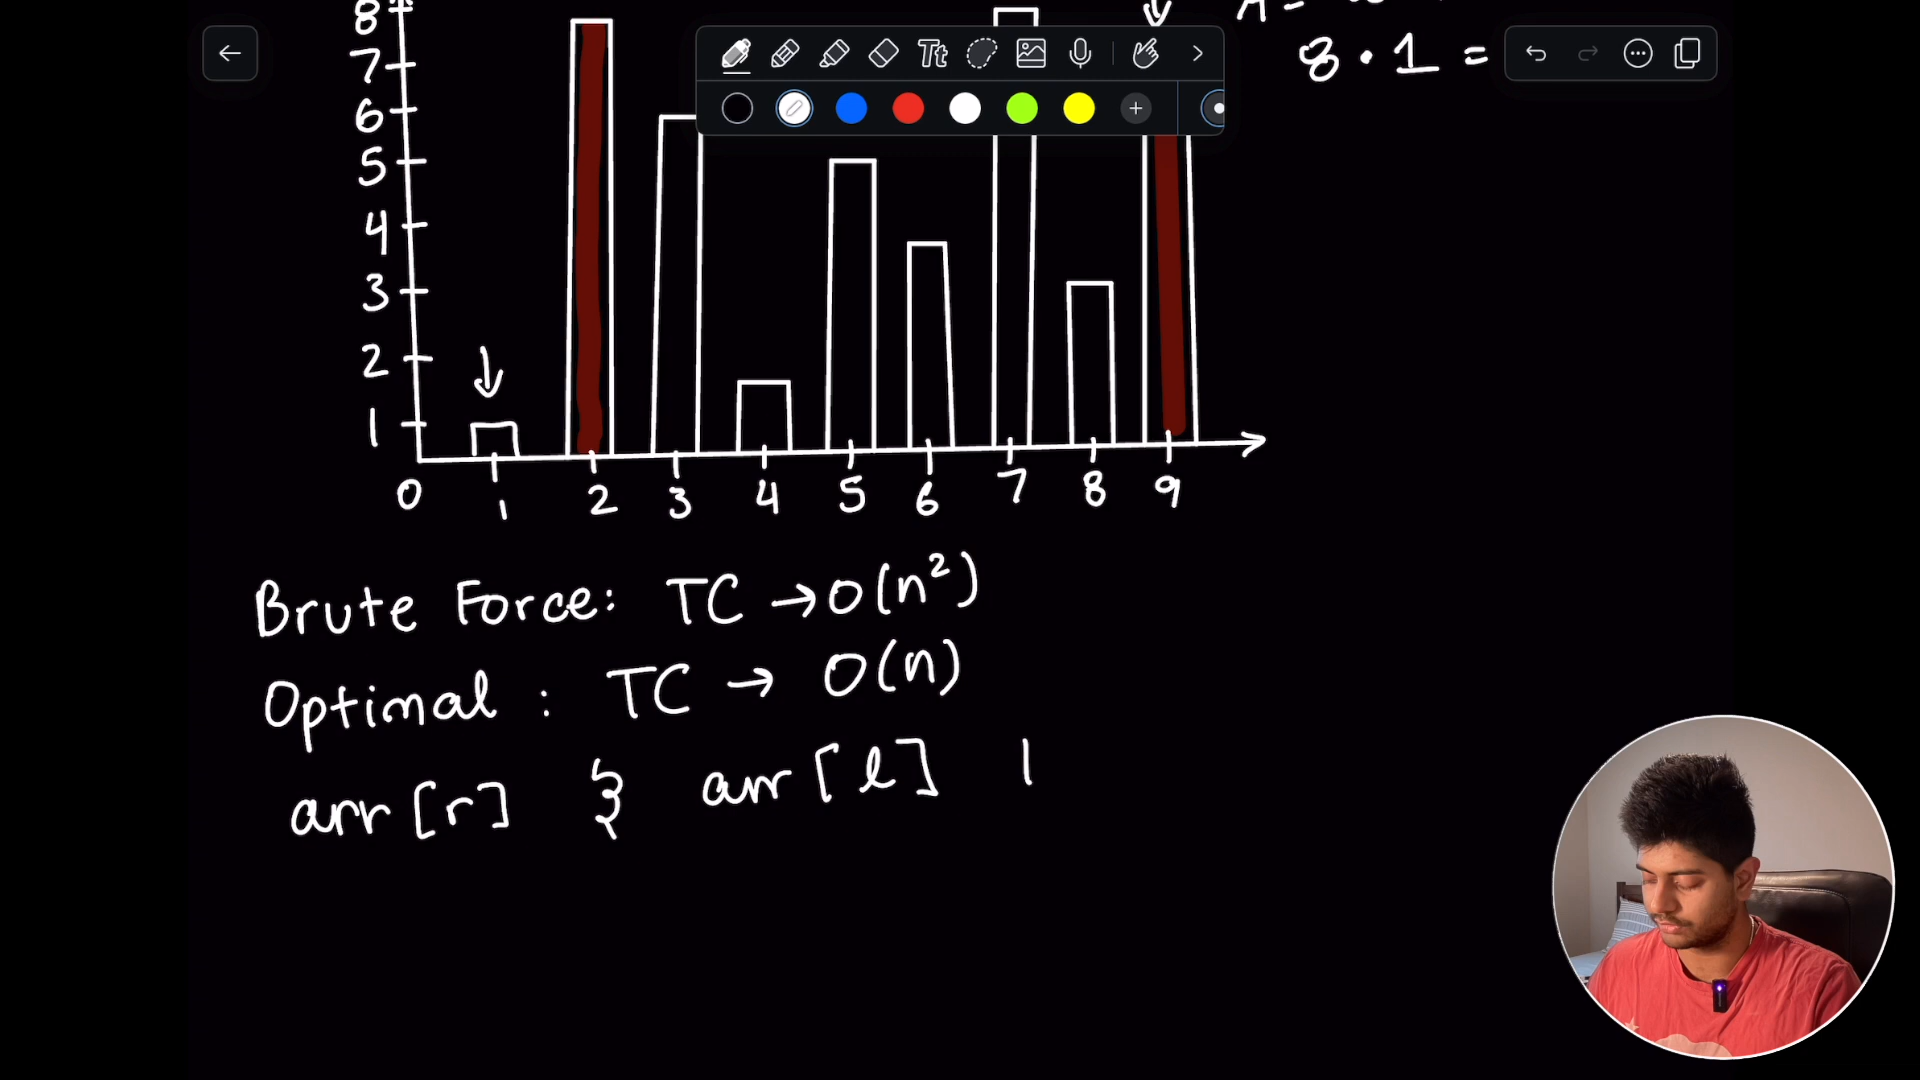 A =
8 · 1 =
Tt
8
7
6
5
4
3
2
1
0 1 2 3 4 5 6 7 8 9
Brute Force: TC → O(n²)
Optimal : TC → O(n)
arr[r] } arr[l] |